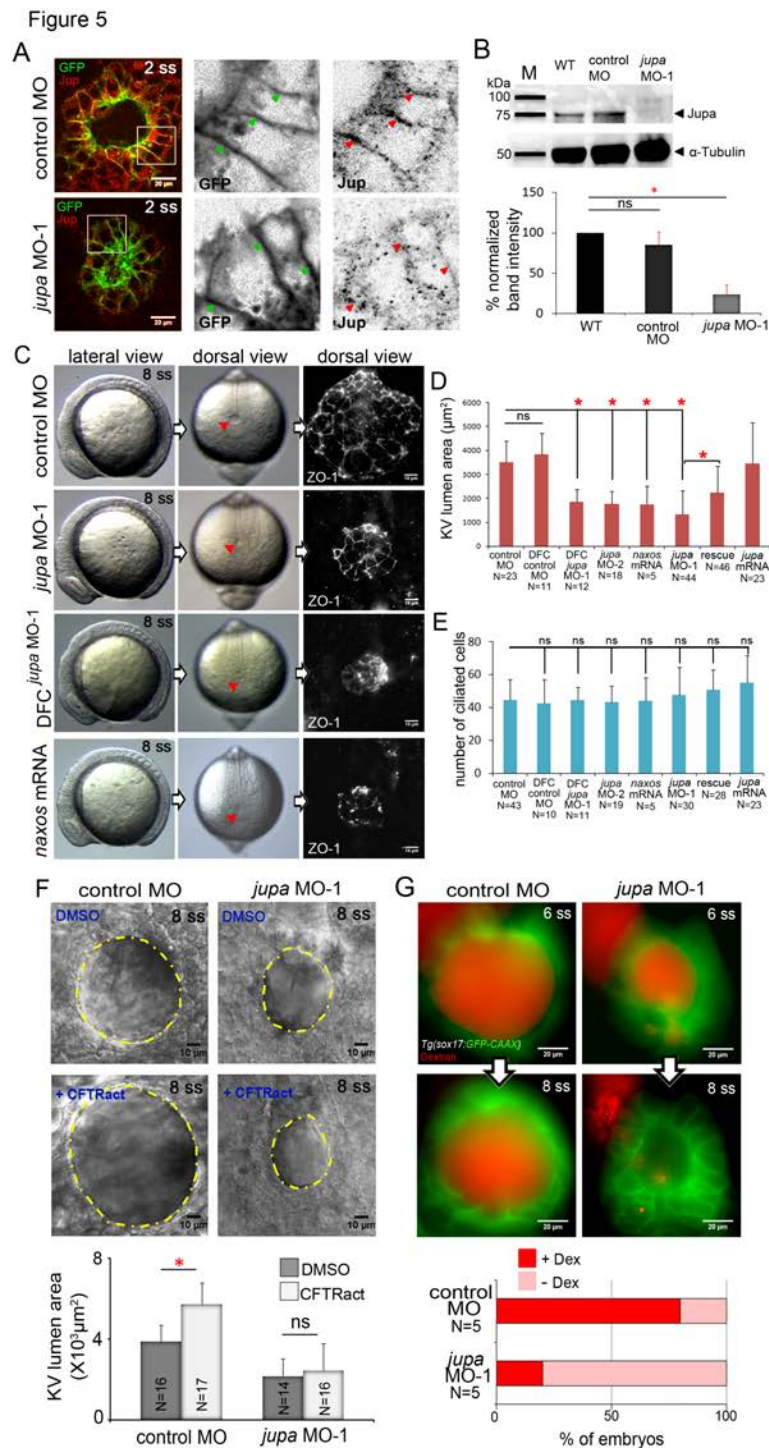 Figure 5
A
GFP
Jup
2 ss
control MO
GFP
Jup
GFP
Jup
2 ss
jupa MO-1
GFP
Jup
20 µm
20 µm
B
kDa
M
WT
control
MO
jupa
MO-1
100
75
Jupa
50
α-Tubulin
% normalized
band intensity
150
100
50
0
*
ns
WT
control
MO
jupa MO-1
C
lateral view
dorsal view
dorsal view
control MO
8 ss
ZO-1
10 µm
jupa MO-1
8 ss
ZO-1
10 µm
DFC jupa MO-1
8 ss
ZO-1
10 µm
naxos mRNA
8 ss
ZO-1
10 µm
D
KV lumen area (µm²)
6000
5000
4000
3000
2000
1000
0
ns
* * * *
*
control
MO
N=23
DFC
control
MO
N=11
DFC
jupa
MO-1
N=12
jupa
MO-2
N=18
naxos
mRNA
N=5
jupa
MO-1
N=44
rescue
N=46
jupa
mRNA
N=23
E
number of ciliated cells
80
60
40
20
0
ns ns ns ns ns ns ns
control
MO
N=43
DFC
control
MO
N=10
DFC
jupa
MO-1
N=11
jupa
MO-2
N=19
naxos
mRNA
N=5
jupa
MO-1
N=30
rescue
N=28
jupa
mRNA
N=23
F
control MO
jupa MO-1
DMSO
8 ss
10 µm
DMSO
8 ss
10 µm
+ CFTRact
8 ss
10 µm
+ CFTRact
8 ss
10 µm
KV lumen area
(X10³µm²)
8
4
0
*
ns
DMSO
CFTRact
N=16
N=17
N=14
N=16
control MO
jupa MO-1
G
control MO
jupa MO-1
6 ss
Tg(sox17:GFP-CAAX)
Dextran
20 µm
6 ss
20 µm
8 ss
20 µm
8 ss
20 µm
+ Dex
- Dex
control
MO
N=5
jupa
MO-1
N=5
0
50
100
% of embryos